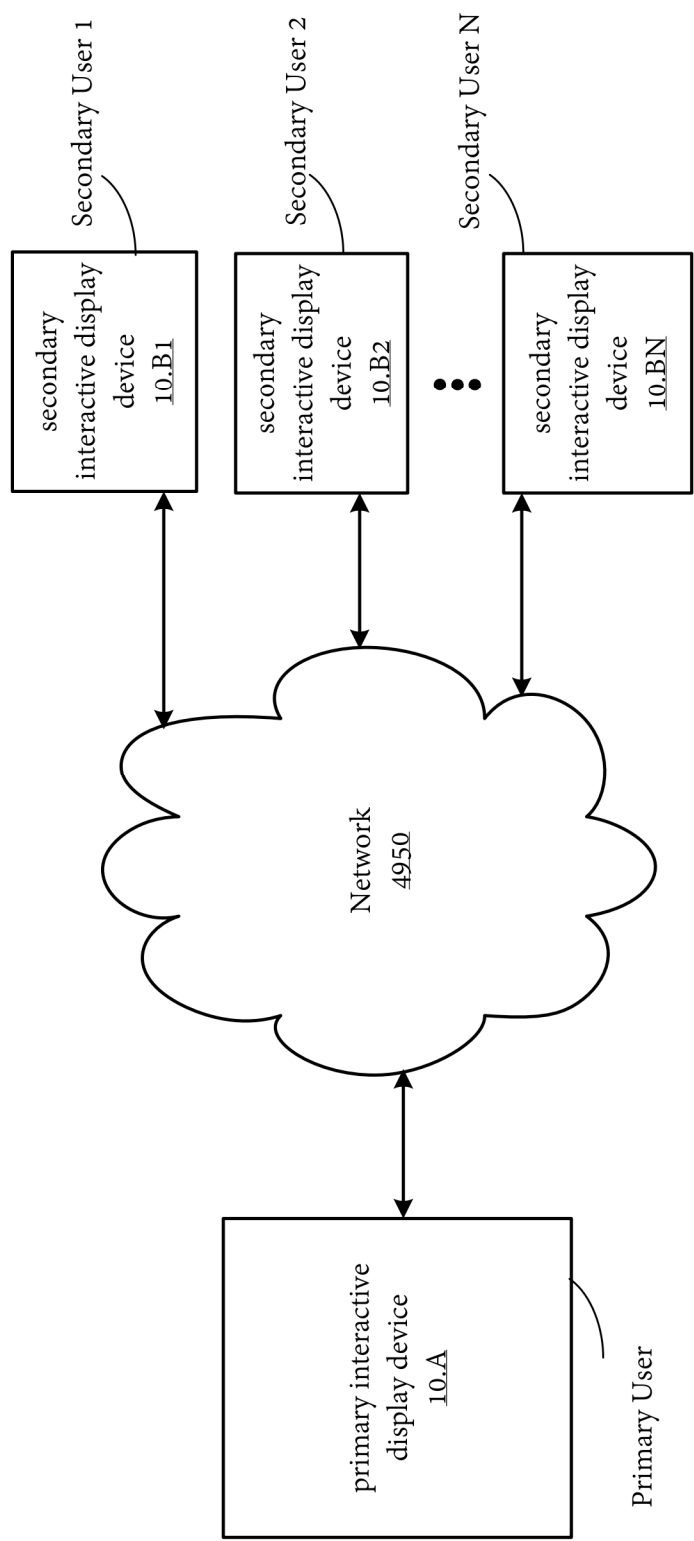 primary interactive
display device
10.A
Primary User
Network
4950
secondary
interactive display
device
10.B1
Secondary User 1
secondary
interactive display
device
10.B2
Secondary User 2
secondary
interactive display
device
10.BN
Secondary User N